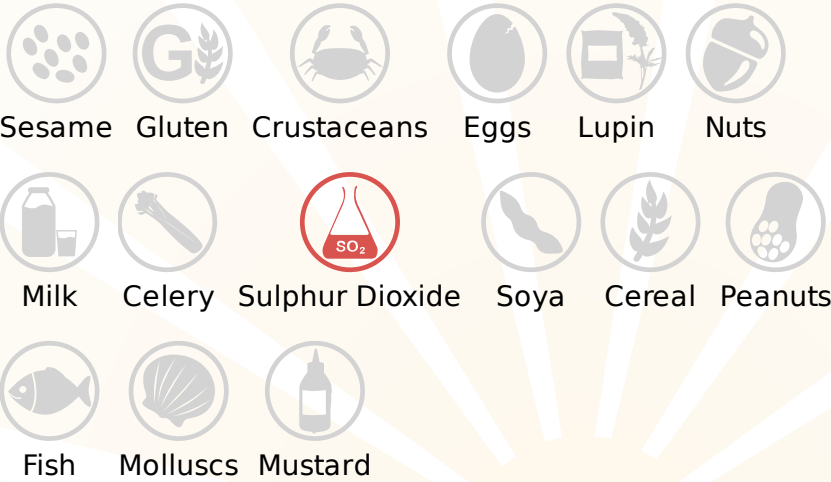 G
Sesame Gluten Crustaceans Eggs Lupin Nuts
SO₂
Milk Celery Sulphur Dioxide Soya Cereal Peanuts
Fish Molluscs Mustard